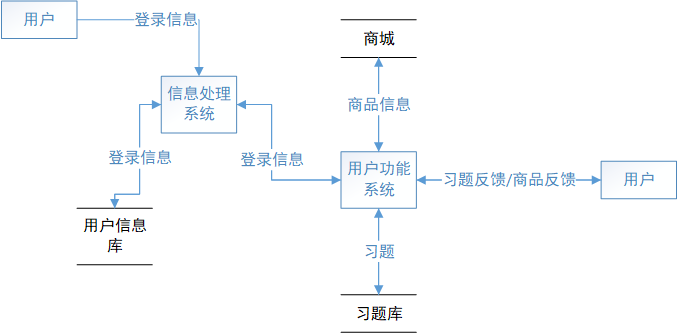 用户
登录信息
商城
信息处理
系统
商品信息
登录信息
登录信息
用户功能
系统
习题反馈/商品反馈
用户
用户信息
库
习题
习题库